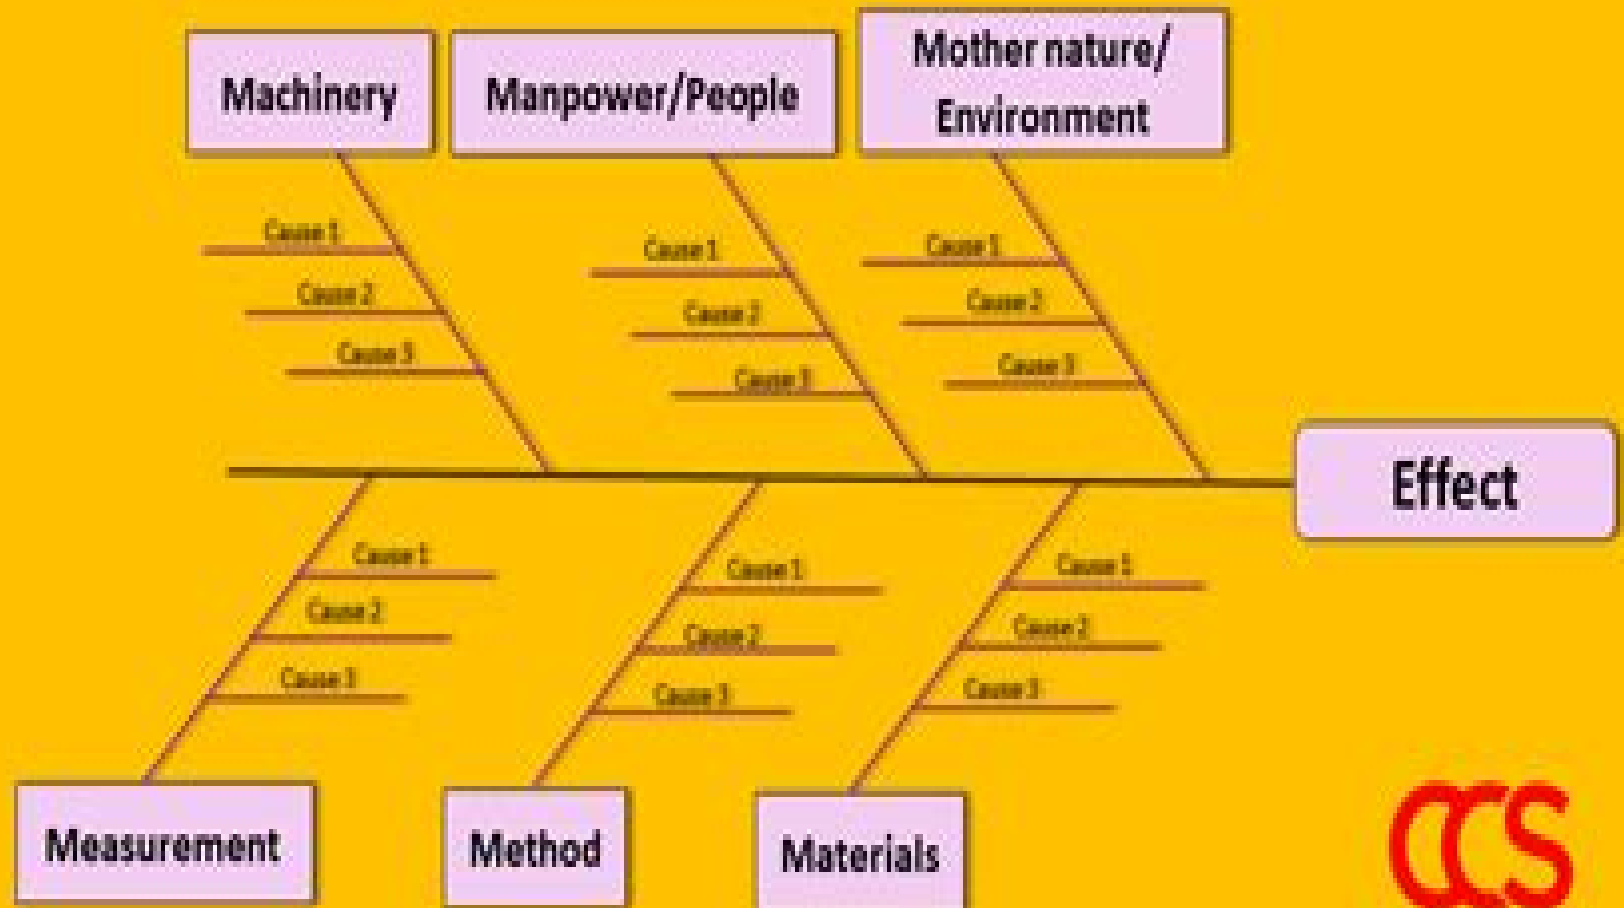 Machinery
Manpower/People
Mother nature/
Environment
Cause 1
Cause 2
Cause 3
Cause 1
Cause 2
Cause 3
Cause 1
Cause 2
Cause 3
Effect
Cause 1
Cause 2
Cause 3
Cause 1
Cause 2
Cause 3
Cause 1
Cause 2
Cause 3
Measurement
Method
Materials
CCS